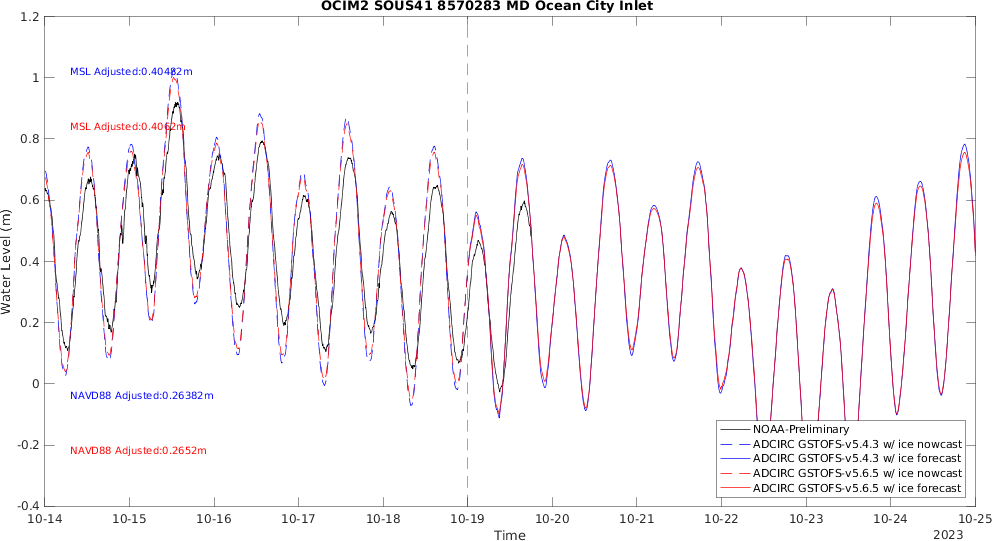 OCIM2 SOUS41 8570283 MD Ocean City Inlet
1.2
1
0.8
0.6
0.4
0.2
0
-0.2
-0.4
Water Level (m)
MSL Adjusted:0.40482m
MSL Adjusted:0.4062m
NAVD88 Adjusted:0.26382m
NAVD88 Adjusted:0.2652m
NOAA-Preliminary
ADCIRC GSTOFS-v5.4.3 w/ ice nowcast
ADCIRC GSTOFS-v5.4.3 w/ ice forecast
ADCIRC GSTOFS-v5.6.5 w/ ice nowcast
ADCIRC GSTOFS-v5.6.5 w/ ice forecast
10-14 10-15 10-16 10-17 10-18 10-19 10-20 10-21 10-22 10-23 10-24 10-25
Time
2023